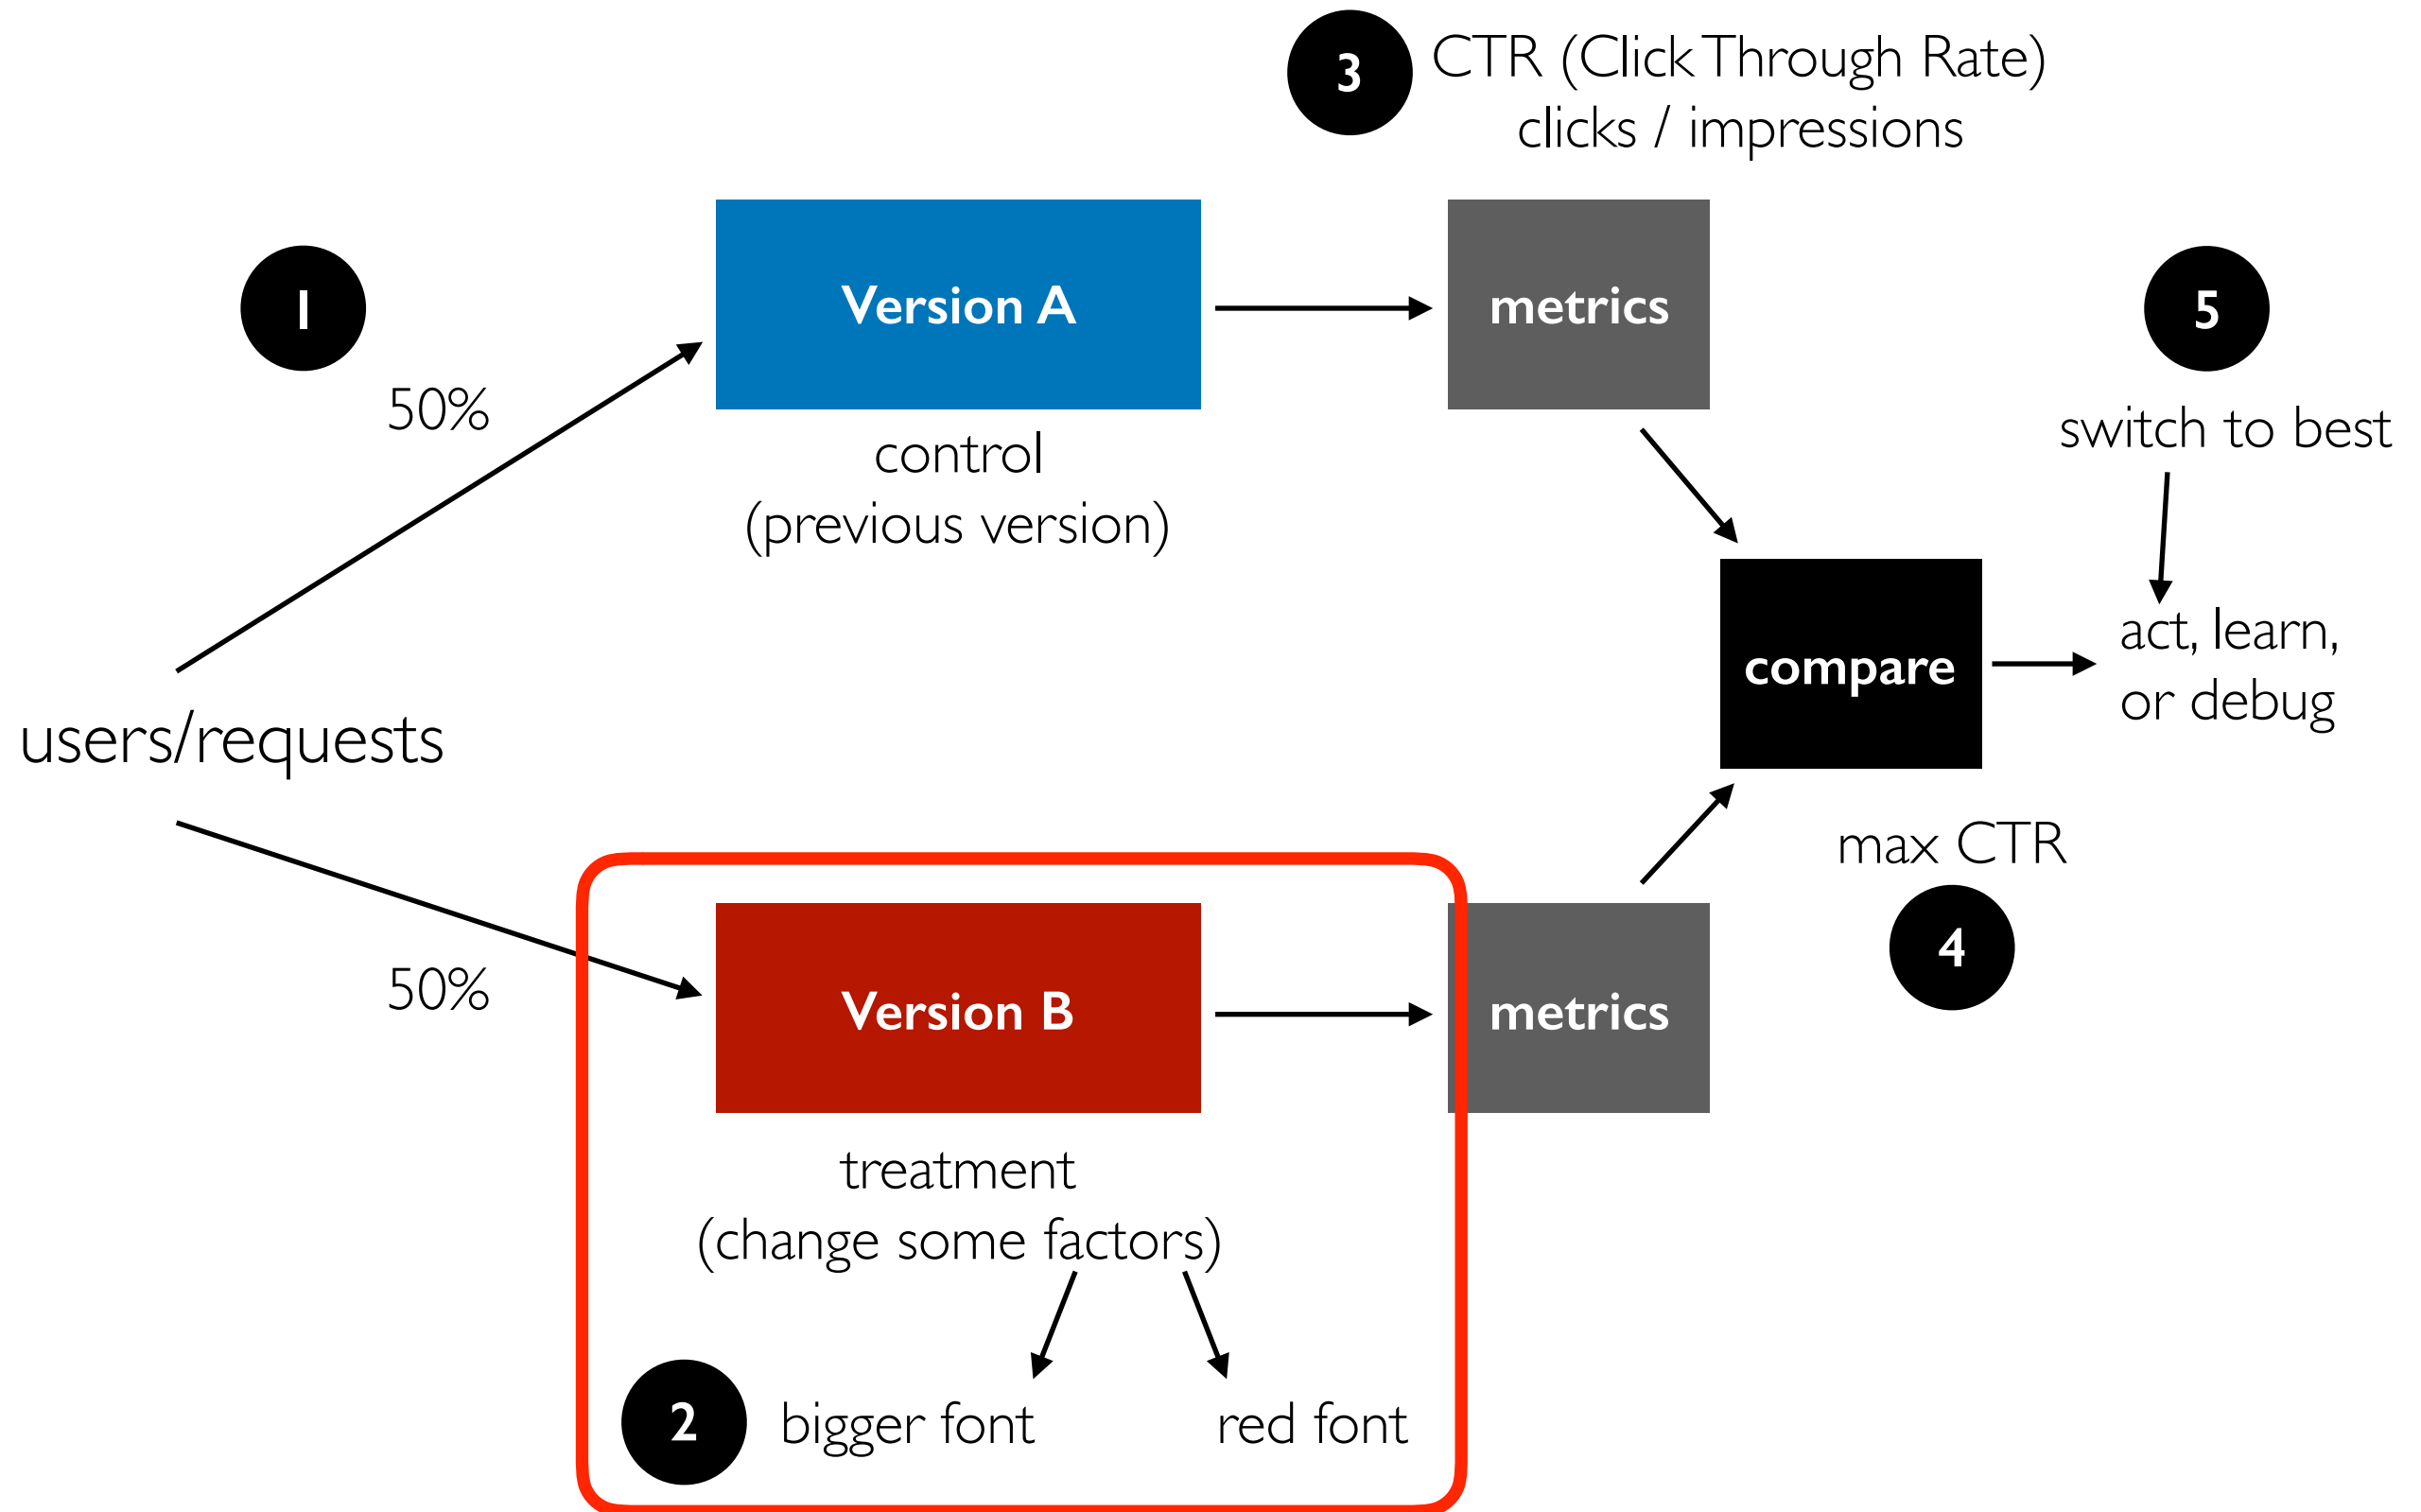 3
CTR (Click Through Rate)
clicks / impressions
1
50%
Version A
metrics
5
control
(previous version)
switch to best
users/requests
compare
act, learn,
or debug
max CTR
4
50%
Version B
metrics
treatment
(change some factors)
2
bigger font
red font